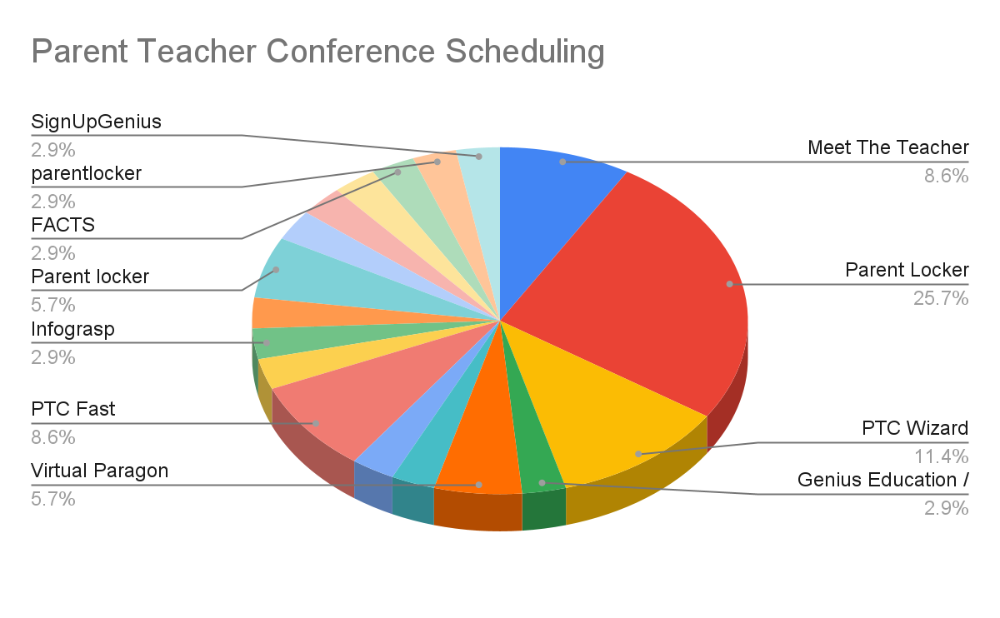 Parent Teacher Conference Scheduling
SignUpGenius
2.9%
parentlocker
2.9%
FACTS
2.9%
Parent locker
5.7%
Infograsp
2.9%
PTC Fast
8.6%
Virtual Paragon
5.7%
Meet The Teacher
8.6%
Parent Locker
25.7%
PTC Wizard
11.4%
Genius Education /
2.9%